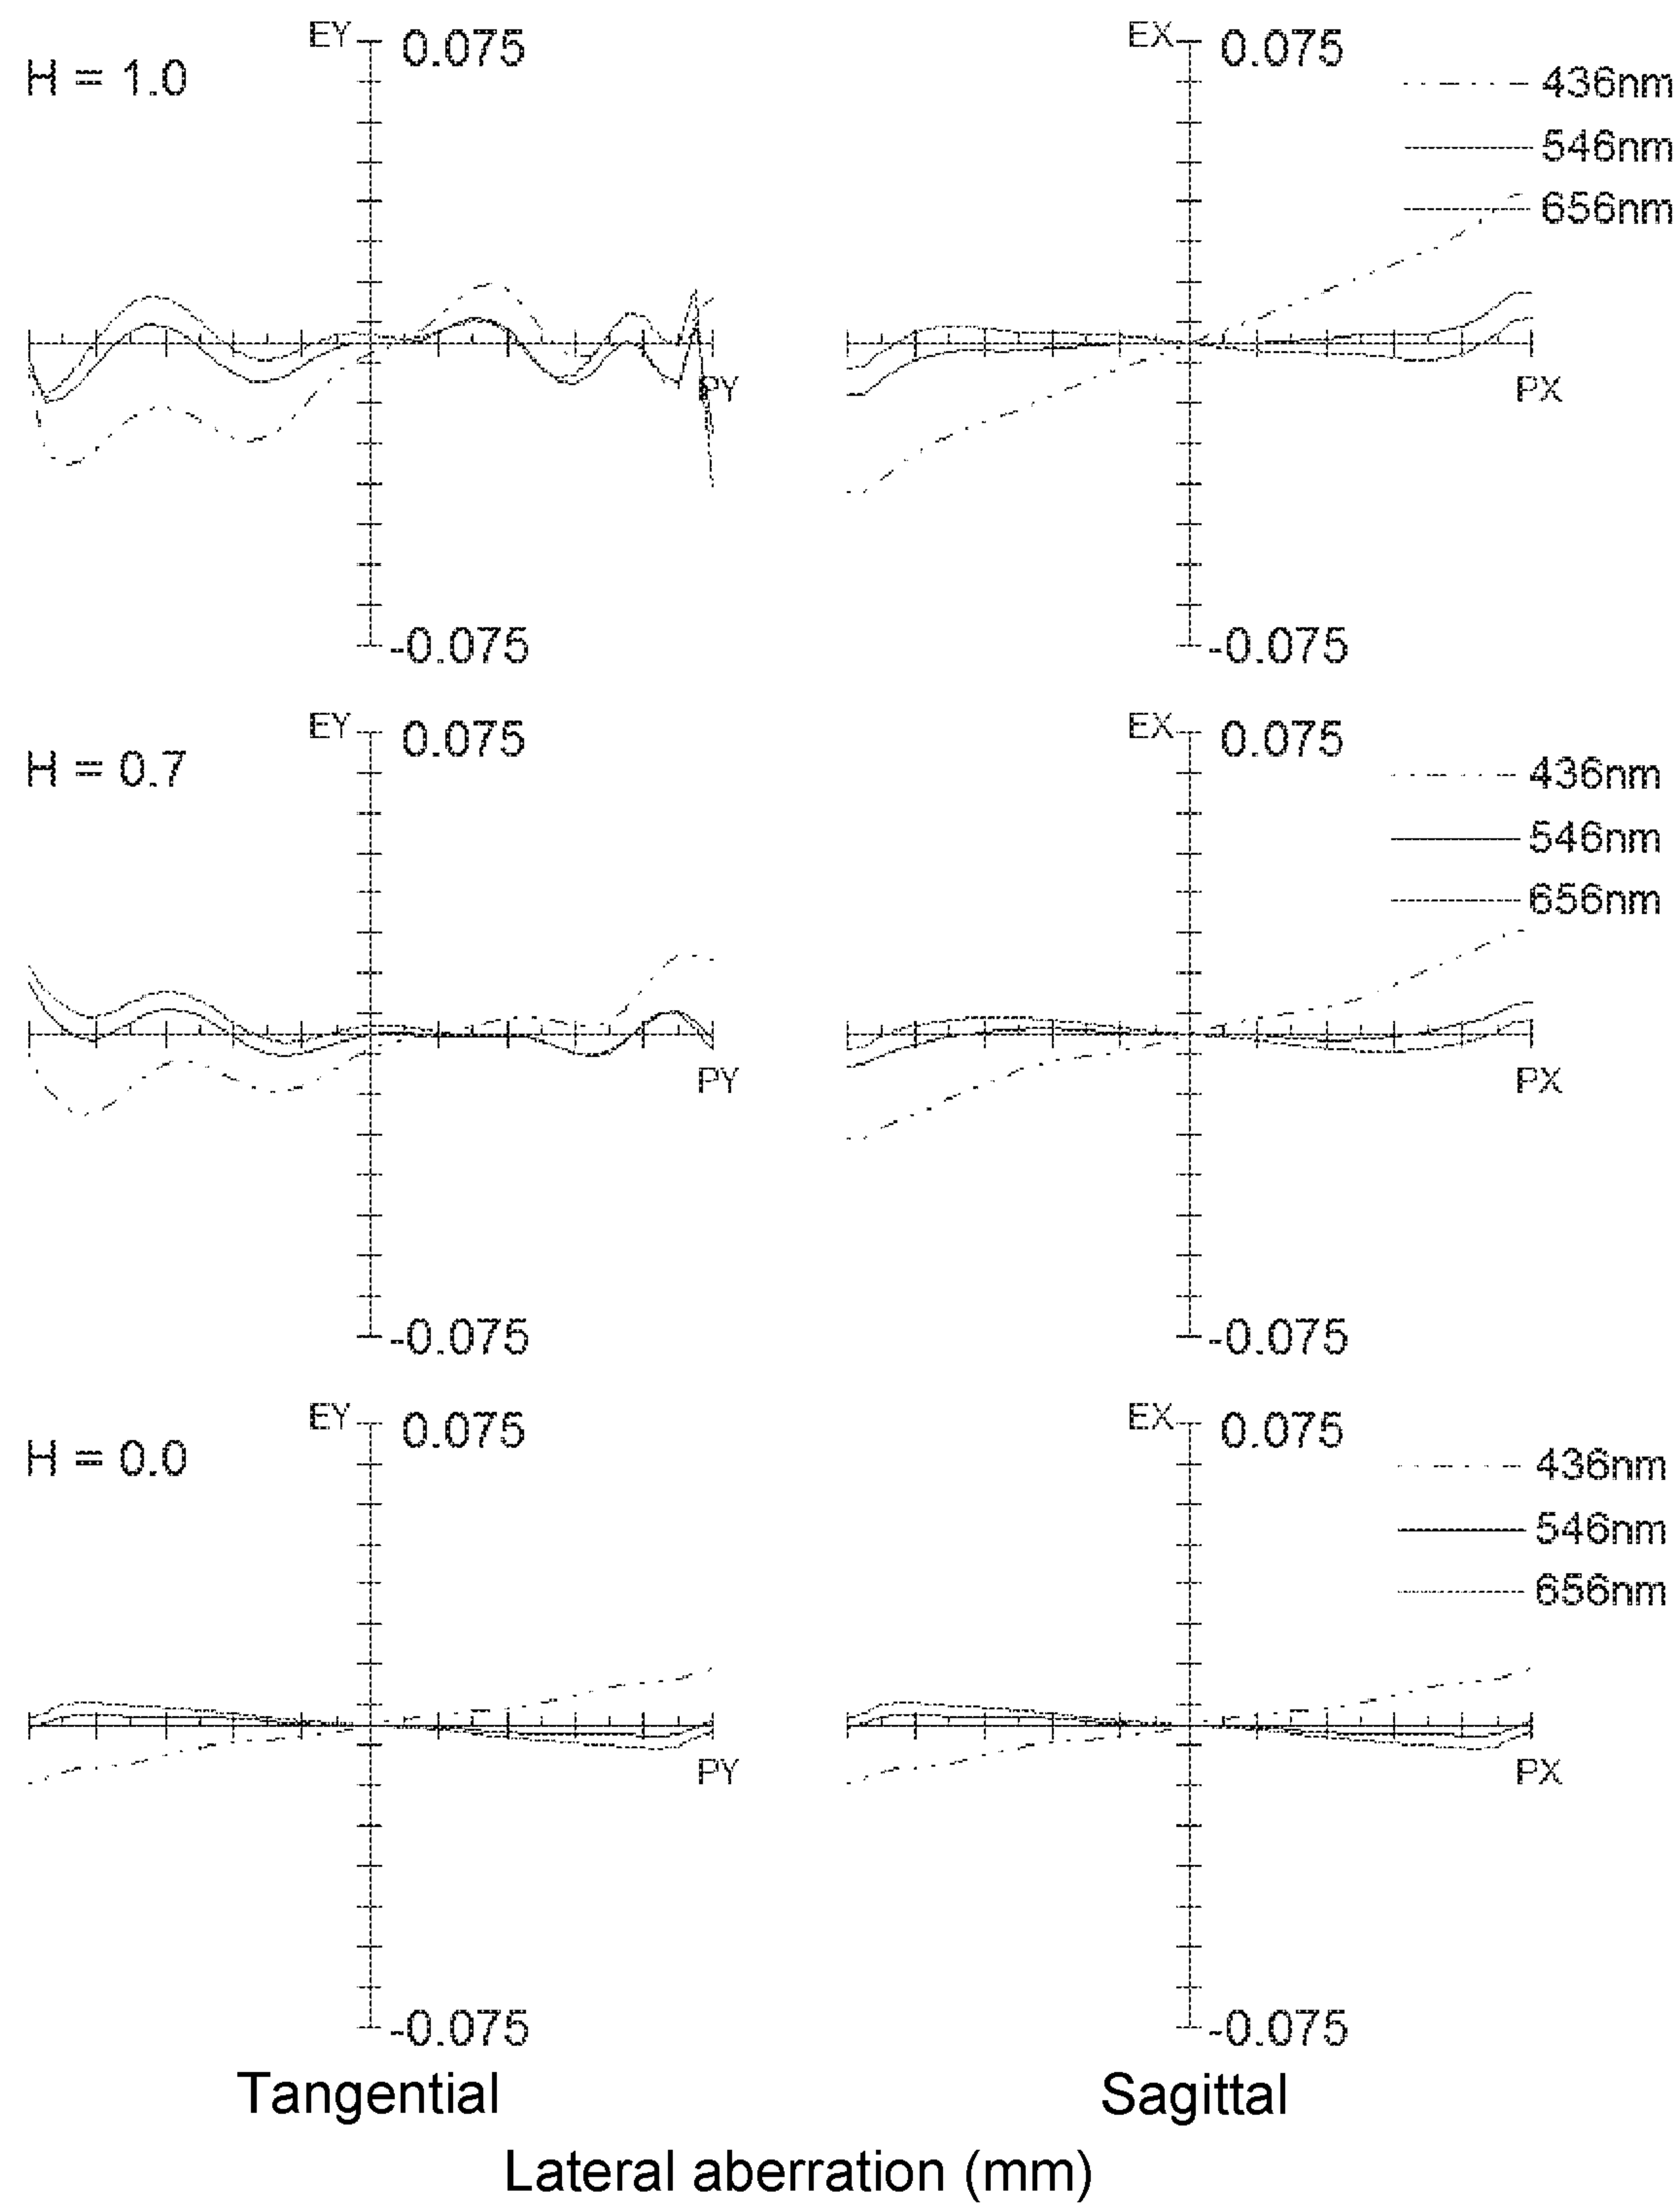 EY 0.075 EX 0.075
H = 1.0 436nm
546nm
656nm
PY PX
-0.075 -0.075
EY 0.075 EX 0.075
H = 0.7 436nm
546nm
656nm
PY PX
-0.075 -0.075
EY 0.075 EX 0.075
H = 0.0 436nm
546nm
656nm
PY PX
-0.075 -0.075
Tangential Sagittal
Lateral aberration (mm)